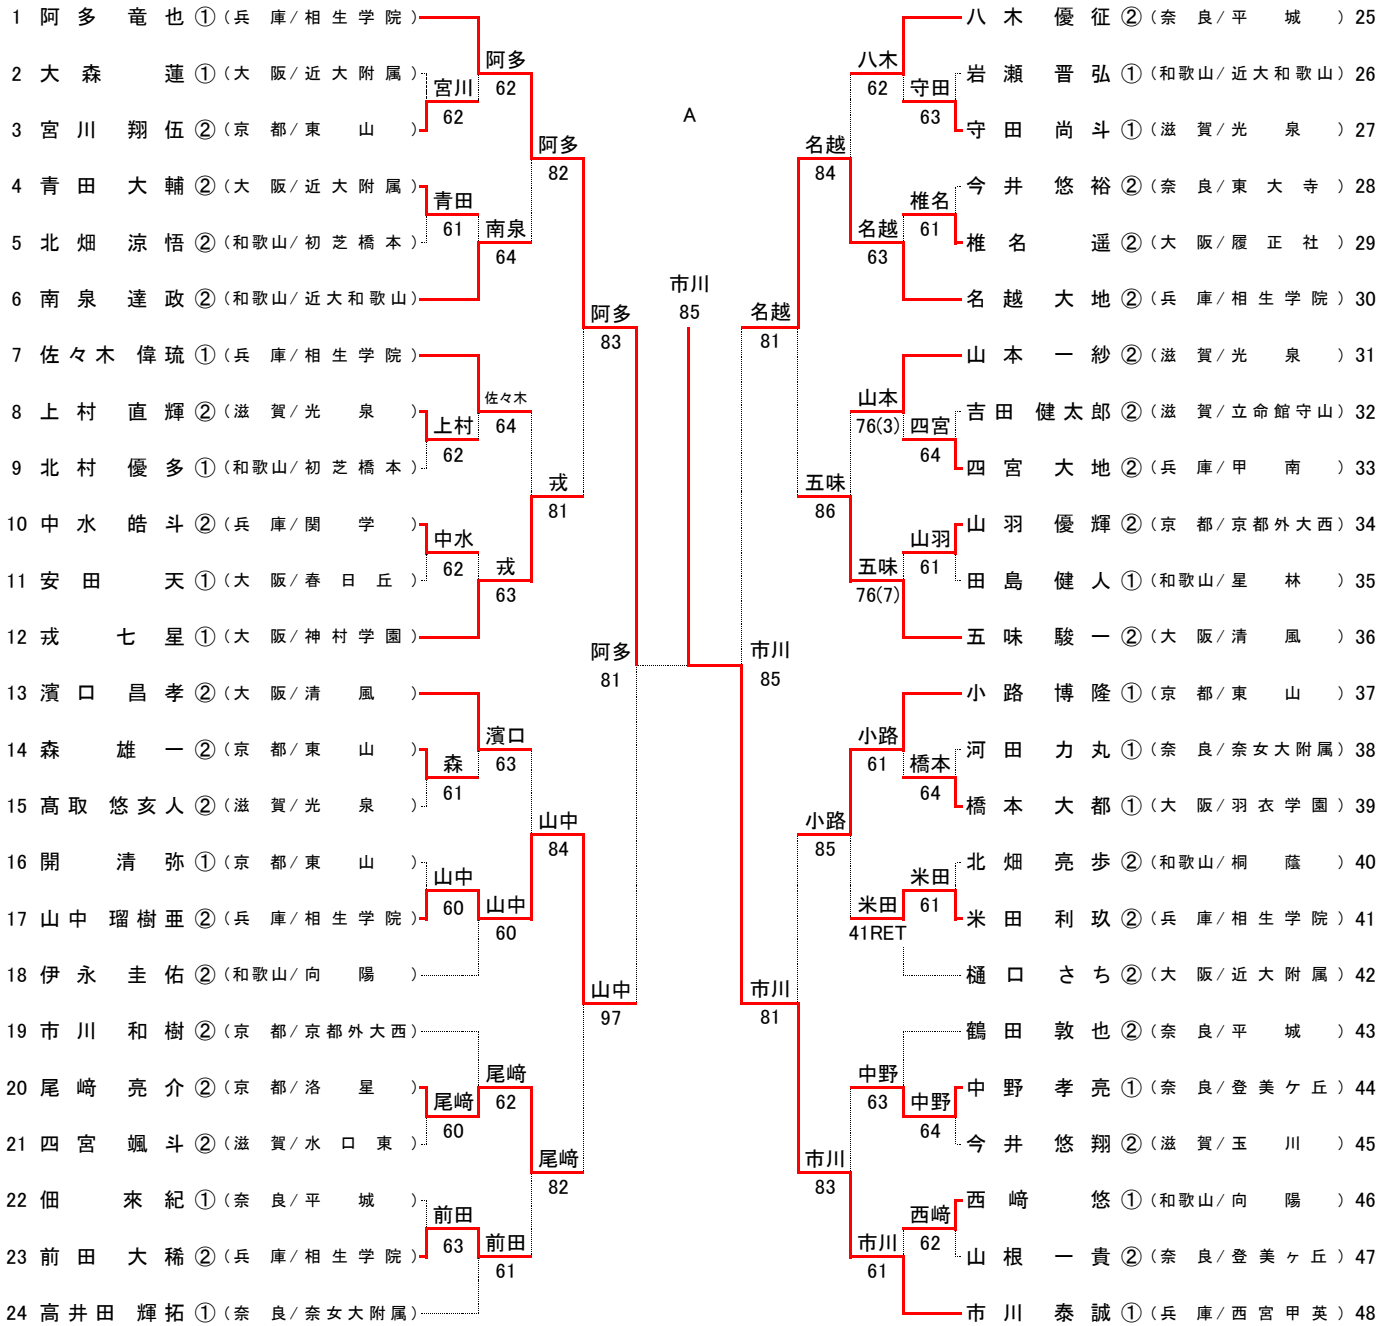 1 阿多 竜也 ① (兵 庫/相生学院)
2 大森 蓮 ① (大 阪/近大附属)
3 宮川 翔伍 ② (京 都/東 山)
4 青田 大輔 ② (大 阪/近大附属)
5 北畑 涼悟 ② (和歌山/初芝橋本)
6 南泉 達政 ② (和歌山/近大和歌山)
7 佐々木 偉琉 ① (兵 庫/相生学院)
8 上村 直輝 ② (滋 賀/光 泉)
9 北村 優多 ① (和歌山/初芝橋本)
10 中水 皓斗 ② (兵 庫/関 学)
11 安田 天 ① (大 阪/春日丘)
12 戎 七星 ① (大 阪/神村学園)
13 濱口 昌孝 ② (大 阪/清 風)
14 森 雄一 ② (京 都/東 山)
15 髙取 悠亥人 ② (滋 賀/光 泉)
16 開 清弥 ① (京 都/東 山)
17 山中 瑠樹亜 ② (兵 庫/相生学院)
18 伊永 圭佑 ② (和歌山/向 陽)
19 市川 和樹 ② (京 都/京都外大西)
20 尾﨑 亮介 ② (京 都/洛 星)
21 四宮 颯斗 ② (滋 賀/水口東)
22 佃 來紀 ① (奈 良/平 城)
23 前田 大稀 ② (兵 庫/相生学院)
24 高井田 輝拓 ① (奈 良/奈女大附属)
宮川
62
青田
61
上村
62
中水
62
森
61
山中
60
尾﨑
60
前田
63
阿多
62
南泉
64
佐々木
64
戎
63
濱口
63
山中
60
尾﨑
62
前田
61
阿多
82
戎
81
山中
84
尾﨑
82
阿多
83
山中
97
阿多
81
A
市川
85
市川
85
名越
81
市川
81
名越
84
五味
86
小路
85
市川
83
八木
62
名越
63
山本
76(3)
五味
76(7)
小路
61
米田
41RET
中野
63
市川
61
守田
63
椎名
61
四宮
64
山羽
61
橋本
64
米田
61
中野
64
西﨑
62
八木 優征 ② (奈 良/平 城) 25
岩瀬 晋弘 ① (和歌山/近大和歌山) 26
守田 尚斗 ① (滋 賀/光 泉) 27
今井 悠裕 ② (奈 良/東大寺) 28
椎名 遥 ② (大 阪/履正社) 29
名越 大地 ② (兵 庫/相生学院) 30
山本 一紗 ② (滋 賀/光 泉) 31
吉田 健太郎 ② (滋 賀/立命館守山) 32
四宮 大地 ② (兵 庫/甲 南) 33
山羽 優輝 ② (京 都/京都外大西) 34
田島 健人 ① (和歌山/星 林) 35
五味 駿一 ② (大 阪/清 風) 36
小路 博隆 ① (京 都/東 山) 37
河田 力丸 ① (奈 良/奈女大附属) 38
橋本 大都 ① (大 阪/羽衣学園) 39
北畑 亮歩 ② (和歌山/桐 蔭) 40
米田 利玖 ② (兵 庫/相生学院) 41
樋口 さち ② (大 阪/近大附属) 42
鶴田 敦也 ② (奈 良/平 城) 43
中野 孝亮 ① (奈 良/登美ケ丘) 44
今井 悠翔 ② (滋 賀/玉 川) 45
西﨑 悠 ① (和歌山/向 陽) 46
山根 一貴 ② (奈 良/登美ヶ丘) 47
市川 泰誠 ① (兵 庫/西宮甲英) 48